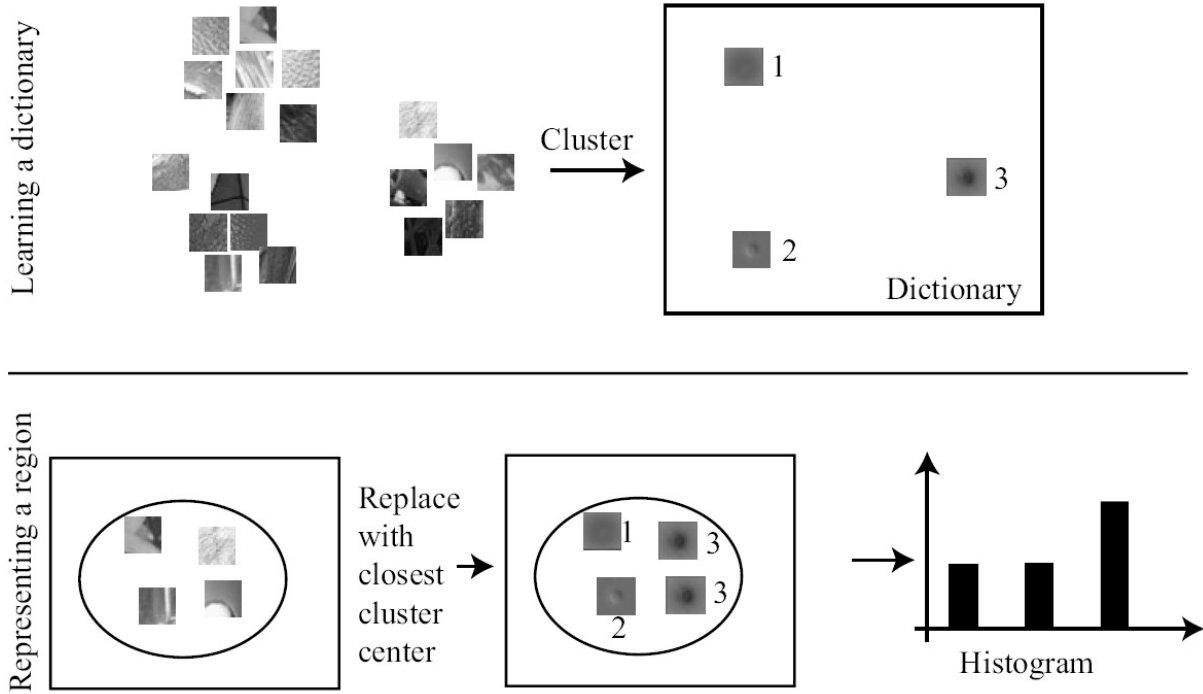 Learning a dictionary
Cluster
1
3
2
Dictionary
Representing a region
Replace
with
closest
cluster
center
1
3
3
2
Histogram